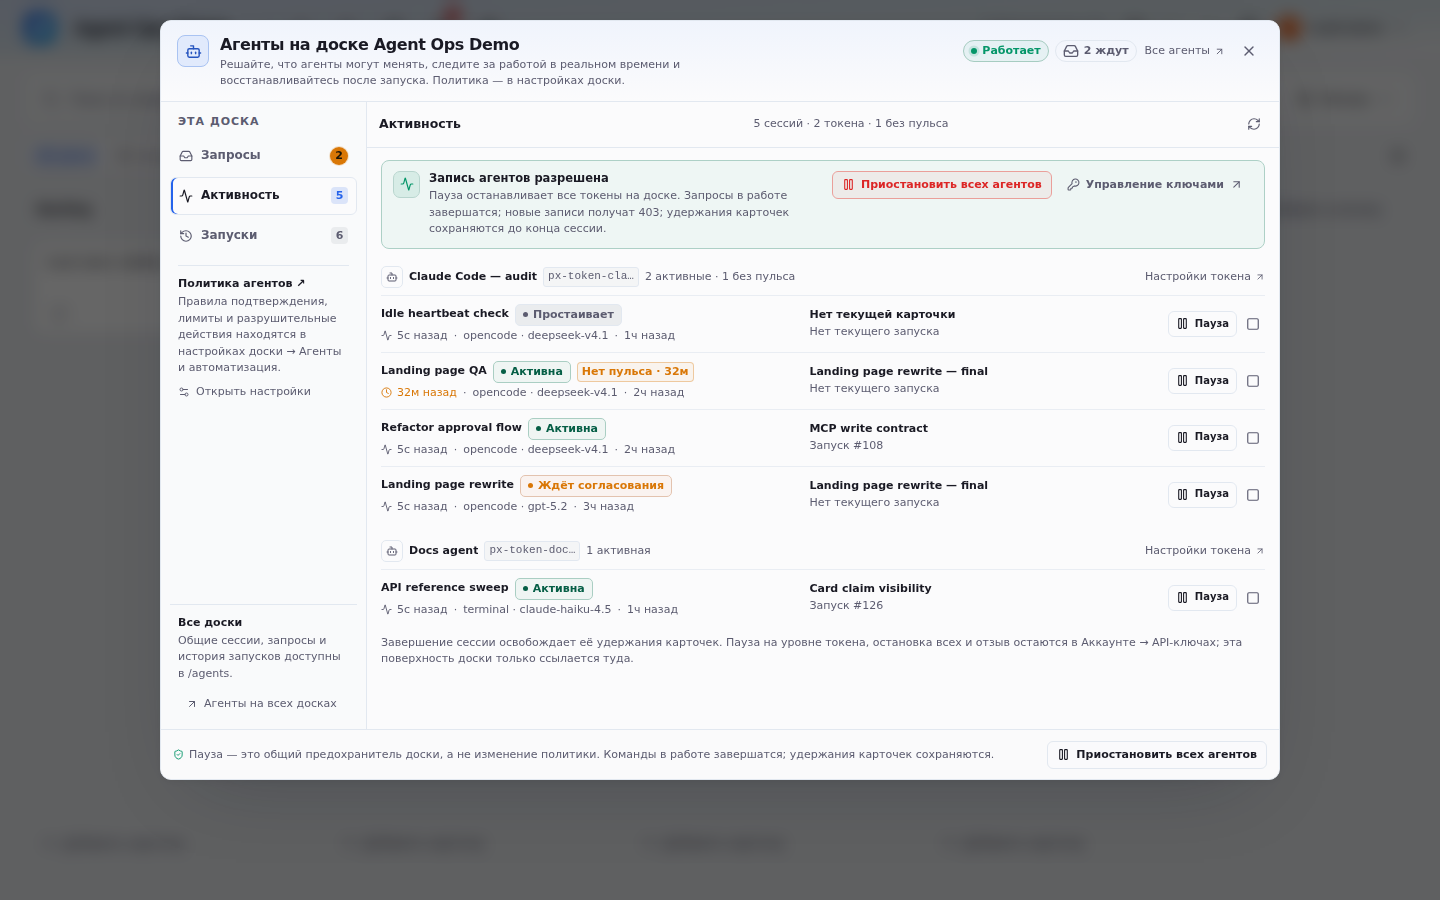 Агенты на доске Agent Ops Demo
Решайте, что агенты могут менять, следите за работой в реальном времени и
восстанавливайтесь после запуска. Политика — в настройках доски.
Работает
2 ждут
Все агенты
ЭТА ДОСКА
Запросы
2
Активность
5
Запуски
6
Политика агентов ↗
Правила подтверждения,
лимиты и разрушительные
действия находятся в
настройках доски → Агенты
и автоматизация.
Открыть настройки
Все доски
Общие сессии, запросы и
история запусков доступны
в /agents.
Агенты на всех досках
Активность
5 сессий · 2 токена · 1 без пульса
Запись агентов разрешена
Пауза останавливает все токены на доске. Запросы в работе
завершатся; новые записи получат 403; удержания карточек
сохраняются до конца сессии.
Приостановить всех агентов
Управление ключами
Claude Code — audit
px-token-cla…
2 активные · 1 без пульса
Настройки токена
Idle heartbeat check
Простаивает
5с назад · opencode · deepseek-v4.1 · 1ч назад
Нет текущей карточки
Нет текущего запуска
Пауза
Landing page QA
Активна
Нет пульса · 32м
32м назад · opencode · deepseek-v4.1 · 2ч назад
Landing page rewrite — final
Нет текущего запуска
Пауза
Refactor approval flow
Активна
5с назад · opencode · deepseek-v4.1 · 2ч назад
MCP write contract
Запуск #108
Пауза
Landing page rewrite
Ждёт согласования
5с назад · opencode · gpt-5.2 · 3ч назад
Landing page rewrite — final
Нет текущего запуска
Пауза
Docs agent
px-token-doc…
1 активная
Настройки токена
API reference sweep
Активна
5с назад · terminal · claude-haiku-4.5 · 1ч назад
Card claim visibility
Запуск #126
Пауза
Завершение сессии освобождает её удержания карточек. Пауза на уровне токена, остановка всех и отзыв остаются в Аккаунте → API-ключах; эта
поверхность доски только ссылается туда.
Пауза — это общий предохранитель доски, а не изменение политики. Команды в работе завершатся; удержания карточек сохраняются.
Приостановить всех агентов